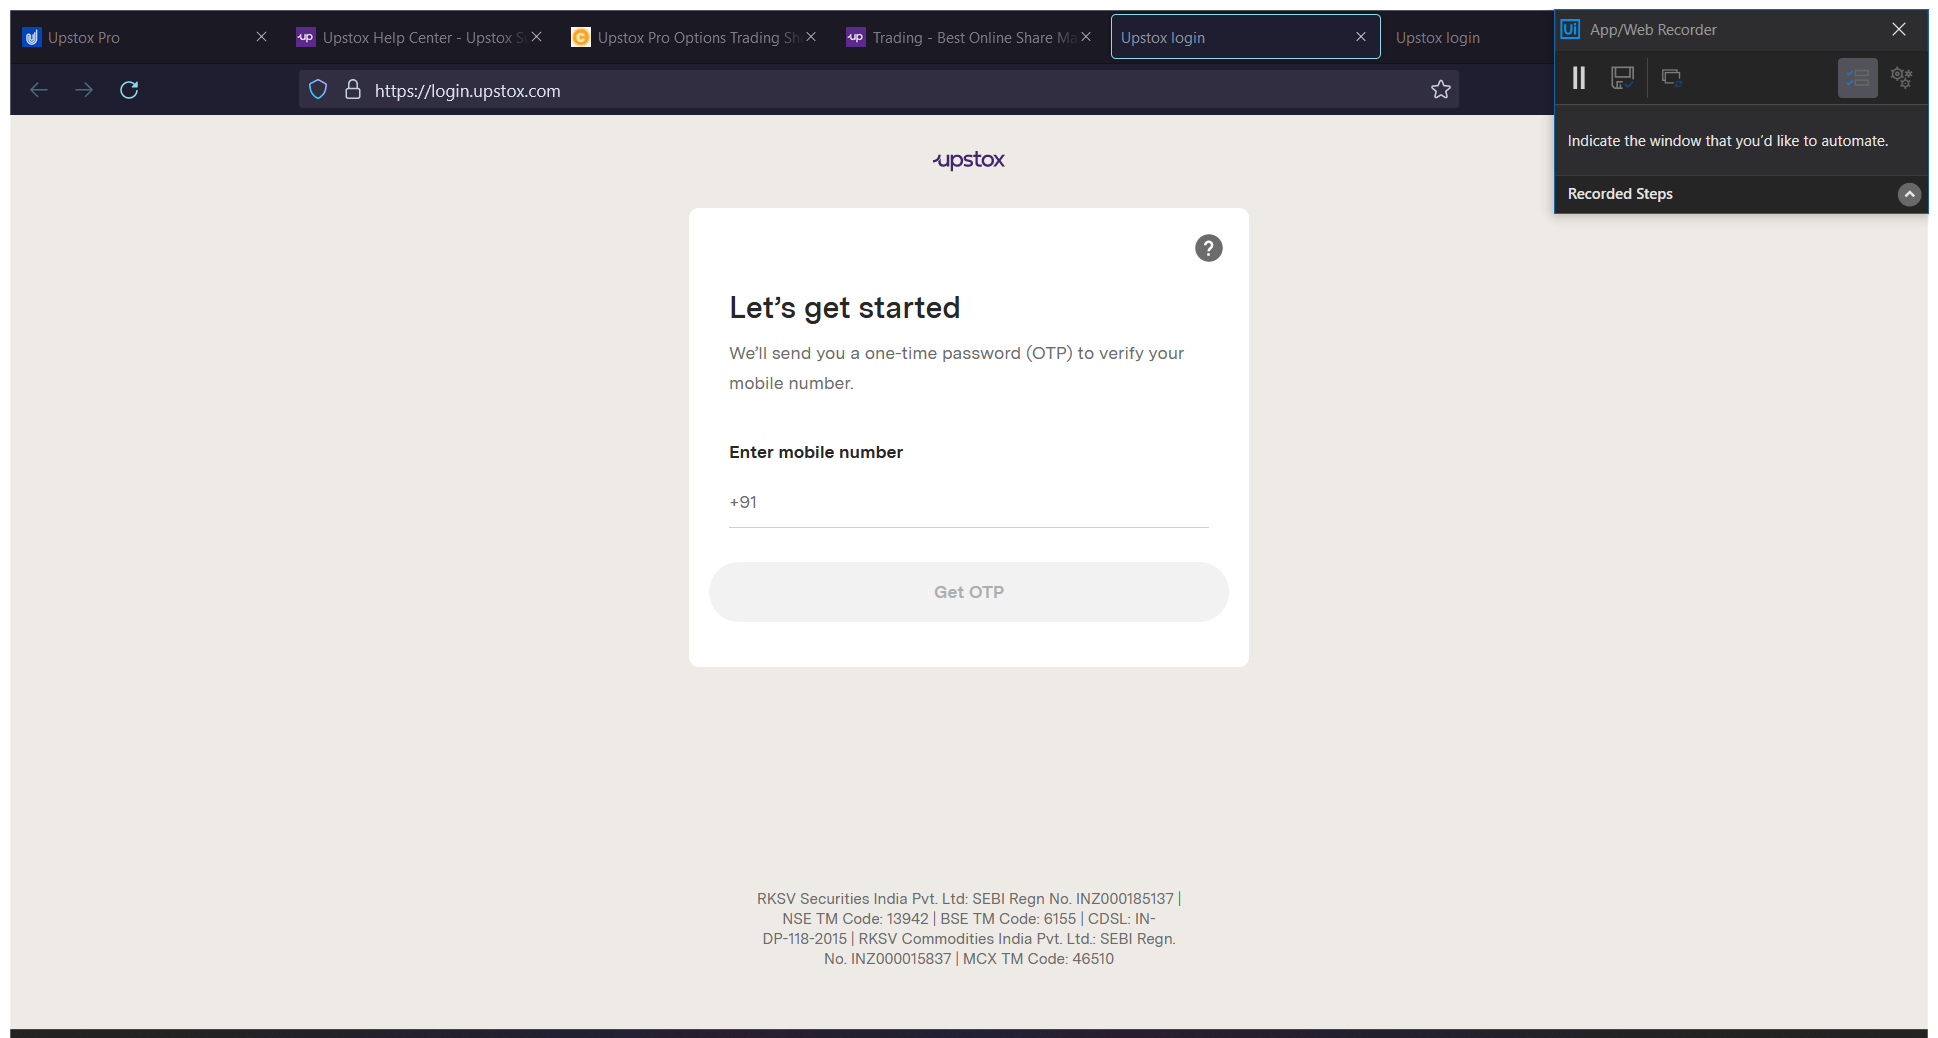 Upstox Pro
Upstox Help Center - Upstox S
Upstox Pro Options Trading Sh
Trading - Best Online Share Ma
Upstox login
Upstox login
Ui App/Web Recorder
https://login.upstox.com
Indicate the window that you'd like to automate.
Recorded Steps
upstox
?
Let's get started
We'll send you a one-time password (OTP) to verify your
mobile number.
Enter mobile number
+91
Get OTP
RKSV Securities India Pvt. Ltd: SEBI Regn No. INZ000185137 |
NSE TM Code: 13942 | BSE TM Code: 6155 | CDSL: IN-
DP-118-2015 | RKSV Commodities India Pvt. Ltd.: SEBI Regn.
No. INZ000015837 | MCX TM Code: 46510